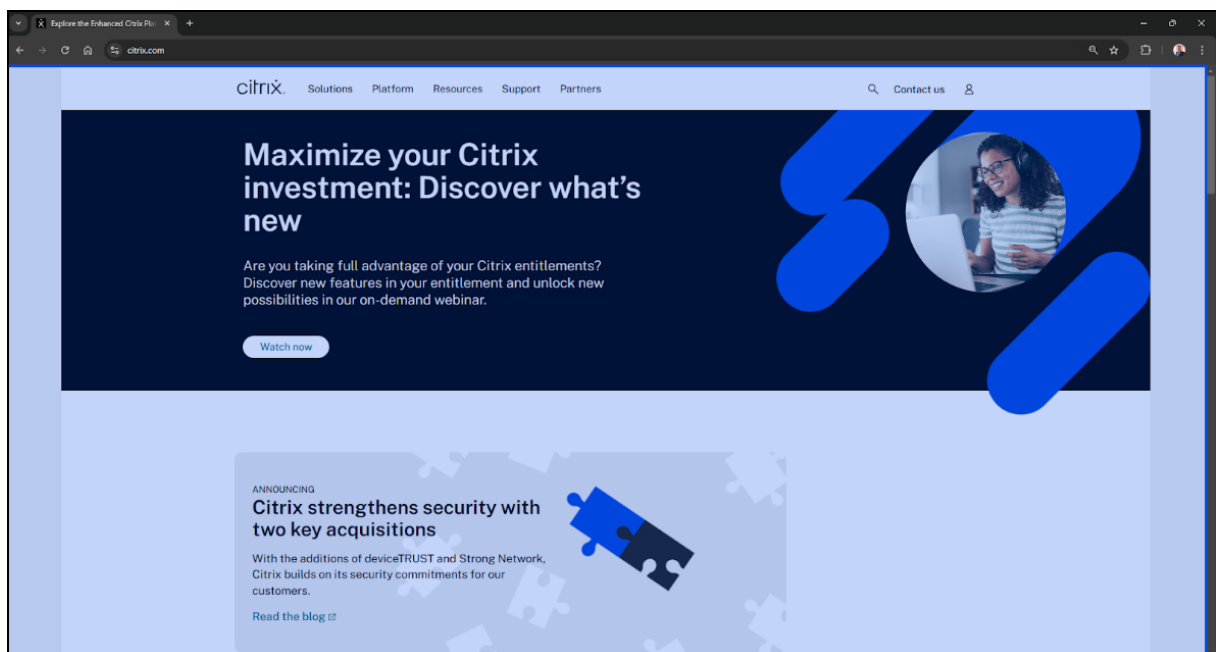 Explore the Enhanced Citrix Pla
citrix.com
citrix.
Solutions Platform Resources Support Partners Contact us
Maximize your Citrix
investment: Discover what's
new
Are you taking full advantage of your Citrix entitlements?
Discover new features in your entitlement and unlock new
possibilities in our on-demand webinar.
Watch now
ANNOUNCING
Citrix strengthens security with
two key acquisitions
With the additions of deviceTRUST and Strong Network,
Citrix builds on its security commitments for our
customers.
Read the blog